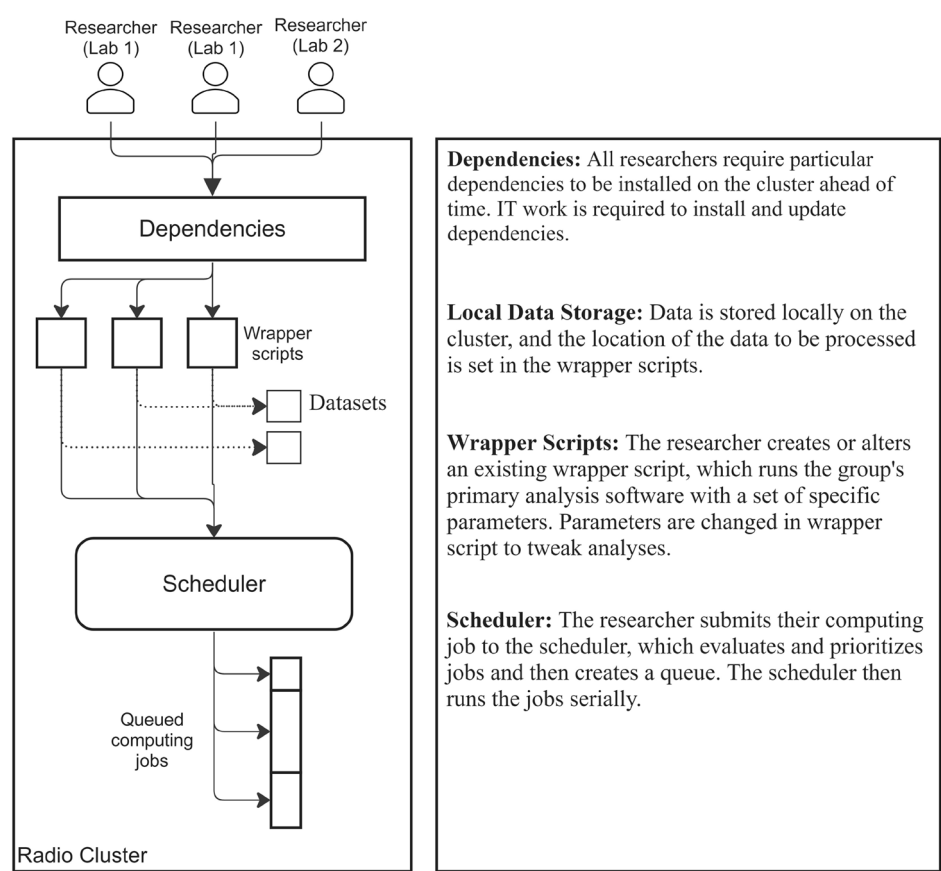 Researcher
(Lab 1)
Researcher
(Lab 1)
Researcher
(Lab 2)
Dependencies
Wrapper
scripts
Datasets
Scheduler
Queued
computing
jobs
Radio Cluster
Dependencies: All researchers require particular
dependencies to be installed on the cluster ahead of
time. IT work is required to install and update
dependencies.
Local Data Storage: Data is stored locally on the
cluster, and the location of the data to be processed
is set in the wrapper scripts.
Wrapper Scripts: The researcher creates or alters
an existing wrapper script, which runs the group's
primary analysis software with a set of specific
parameters. Parameters are changed in wrapper
script to tweak analyses.
Scheduler: The researcher submits their computing
job to the scheduler, which evaluates and prioritizes
jobs and then creates a queue. The scheduler then
runs the jobs serially.